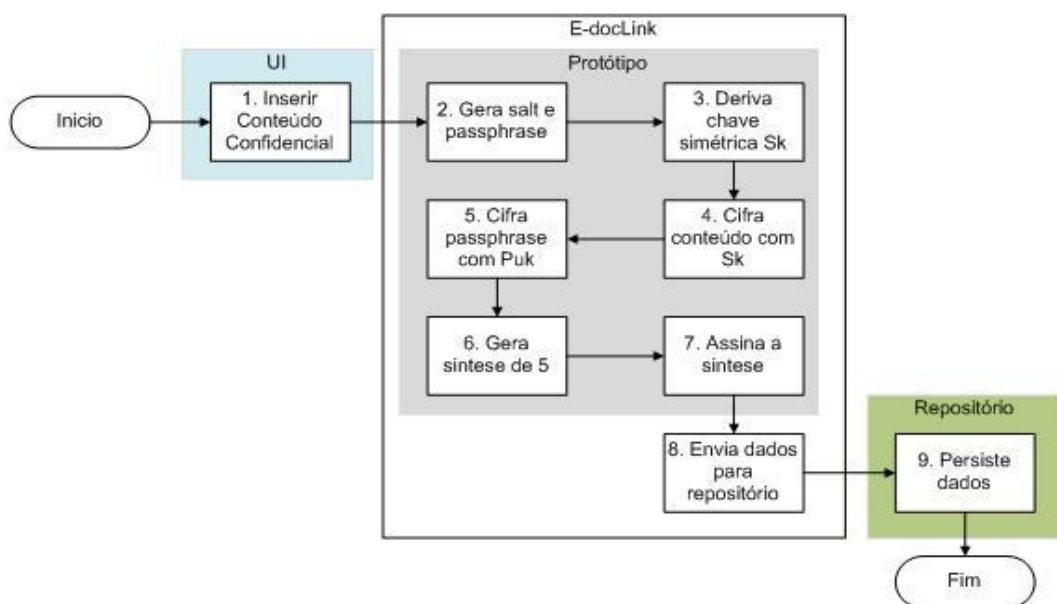 E-docLink
UI
Protótipo
Inicio
1. Inserir
Conteúdo
Confidencial
2. Gera salt e
passphrase
3. Deriva
chave
simétrica Sk
5. Cifra
passphrase
com Puk
4. Cifra
conteúdo com
Sk
6. Gera
sintese de 5
7. Assina a
sintese
Repositório
8. Envia dados
para
repositório
9. Persiste
dados
Fim